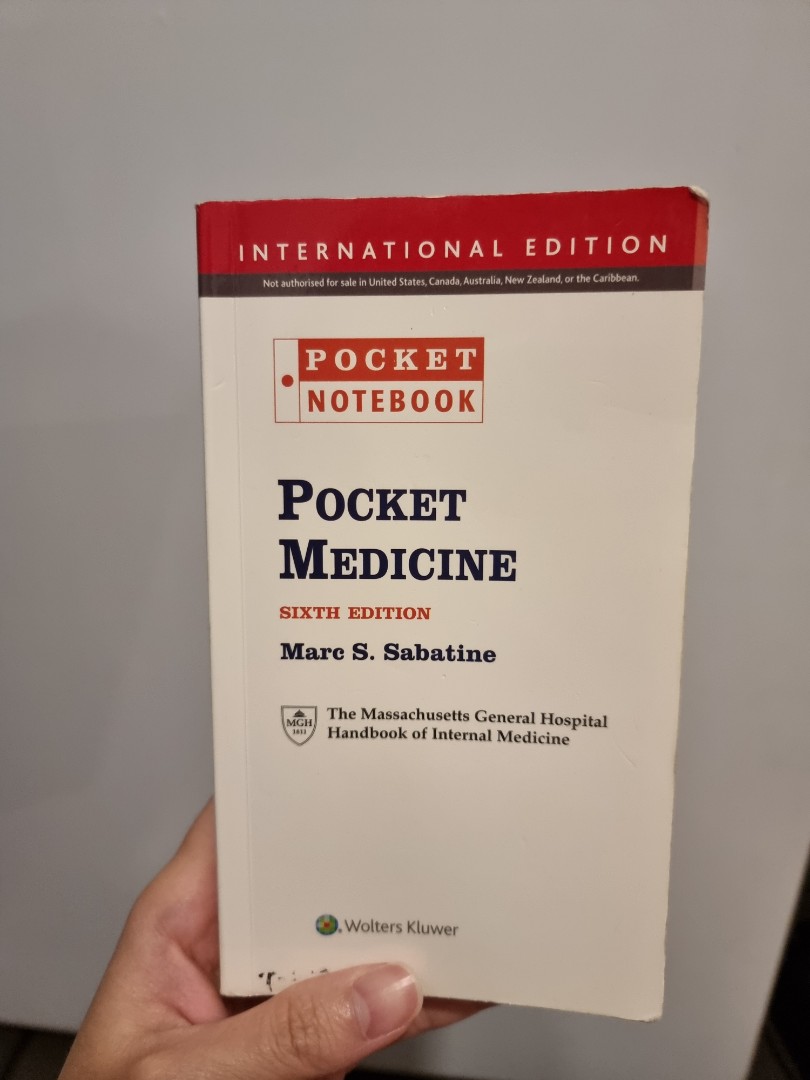 INTERNATIONAL EDITION
Not authorised for sale in United States, Canada, Australia, New Zealand, or the Caribbean.
POCKET
NOTEBOOK
POCKET
MEDICINE
SIXTH EDITION
Marc S. Sabatine
MGH
1811
The Massachusetts General Hospital
Handbook of Internal Medicine
Wolters Kluwer